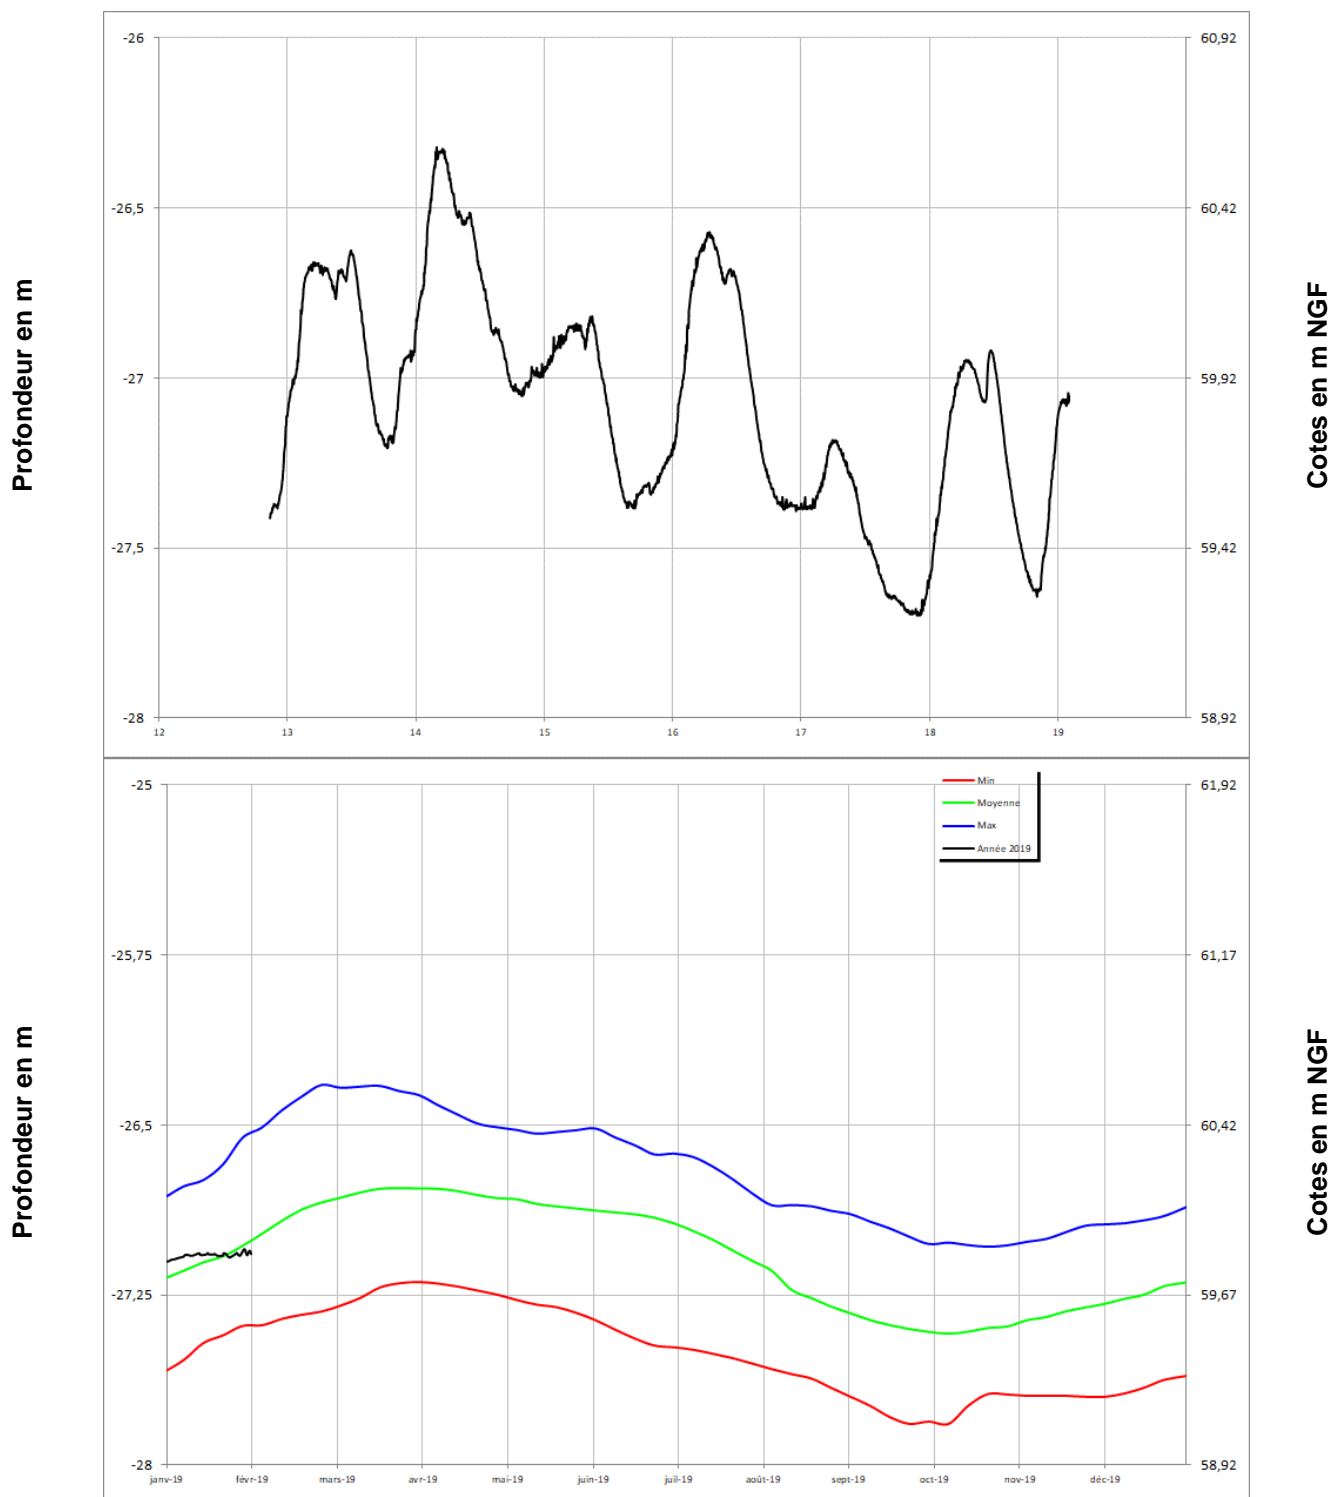 Profondeur en m
-26
-26,5
-27
-27,5
-28
60,92
60,42
59,92
59,42
58,92
Cotes en m NGF
12 13 14 15 16 17 18 19
Profondeur en m
-25
-25,75
-26,5
-27,25
-28
Min
Moyenne
Max
Année 2019
61,92
61,17
60,42
59,67
58,92
Cotes en m NGF
janv-19 févr-19 mars-19 avr-19 mai-19 juin-19 juil-19 août-19 sept-19 oct-19 nov-19 déc-19